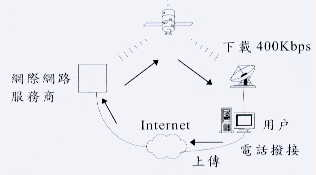 下載 400Kbps
網際網路
服務商
Internet
用戶
電話撥接
上傳